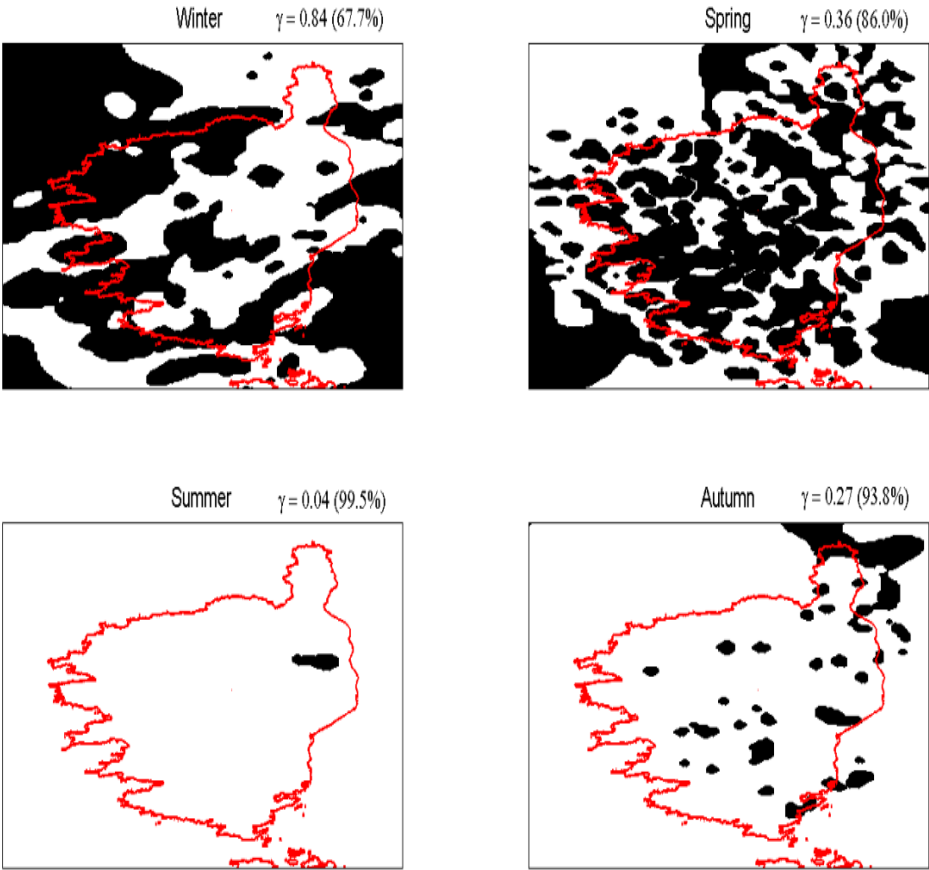 Winter γ = 0.84 (67.7%)
Spring γ = 0.36 (86.0%)
Summer γ = 0.04 (99.5%)
Autumn γ = 0.27 (93.8%)